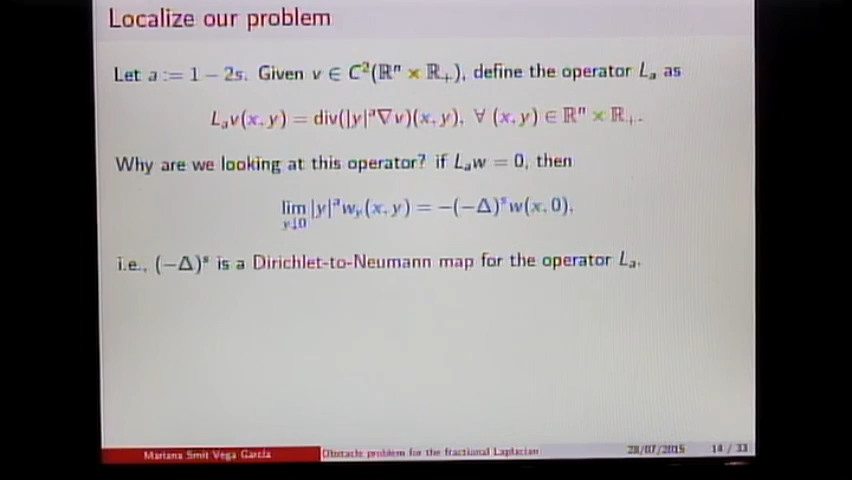 Localize our problem
Let a := 1 − 2s. Given v ∈ C²(ℝⁿ × ℝ₊), define the operator Lₐ as
Lₐv(x, y) = div(|y|ᵃ∇v)(x, y), ∀ (x, y) ∈ ℝⁿ × ℝ₊.
Why are we looking at this operator? if Lₐw = 0, then
lim_{y↓0} |y|ᵃw_y(x, y) = −(−Δ)ˢw(x, 0),
i.e., (−Δ)ˢ is a Dirichlet-to-Neumann map for the operator Lₐ.
Mariana Smit Vega Garcia Obstacle problem for the fractional Laplacian 28/07/2015 14 / 33